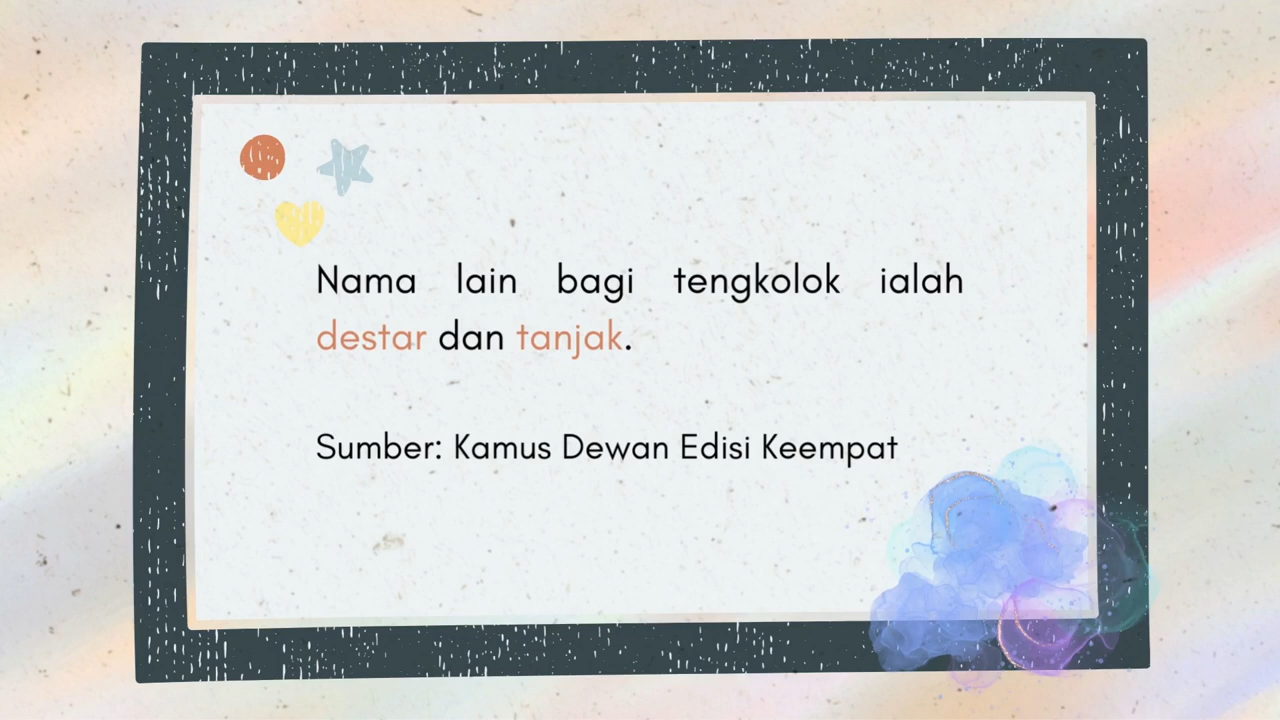 Nama lain bagi tengkolok ialah
destar dan tanjak.
Sumber: Kamus Dewan Edisi Keempat